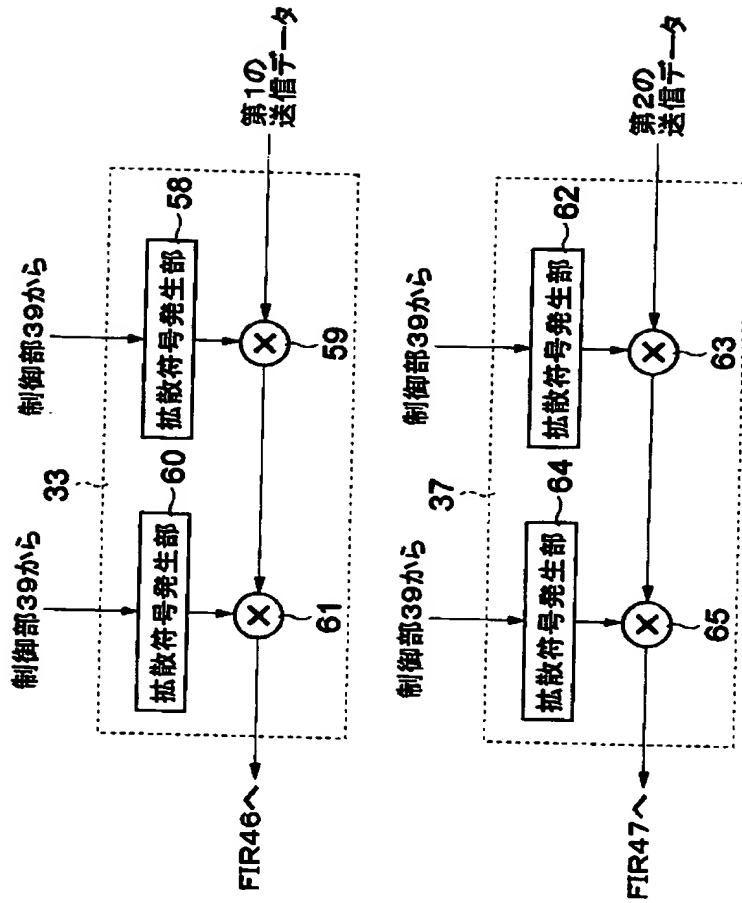 制御部39から
制御部39から
33
60
58
拡散符号発生部
拡散符号発生部
第1の
送信データ
×
×
61
59
FIR46へ
制御部39から
制御部39から
37
64
62
拡散符号発生部
拡散符号発生部
第2の
送信データ
×
×
65
63
FIR47へ